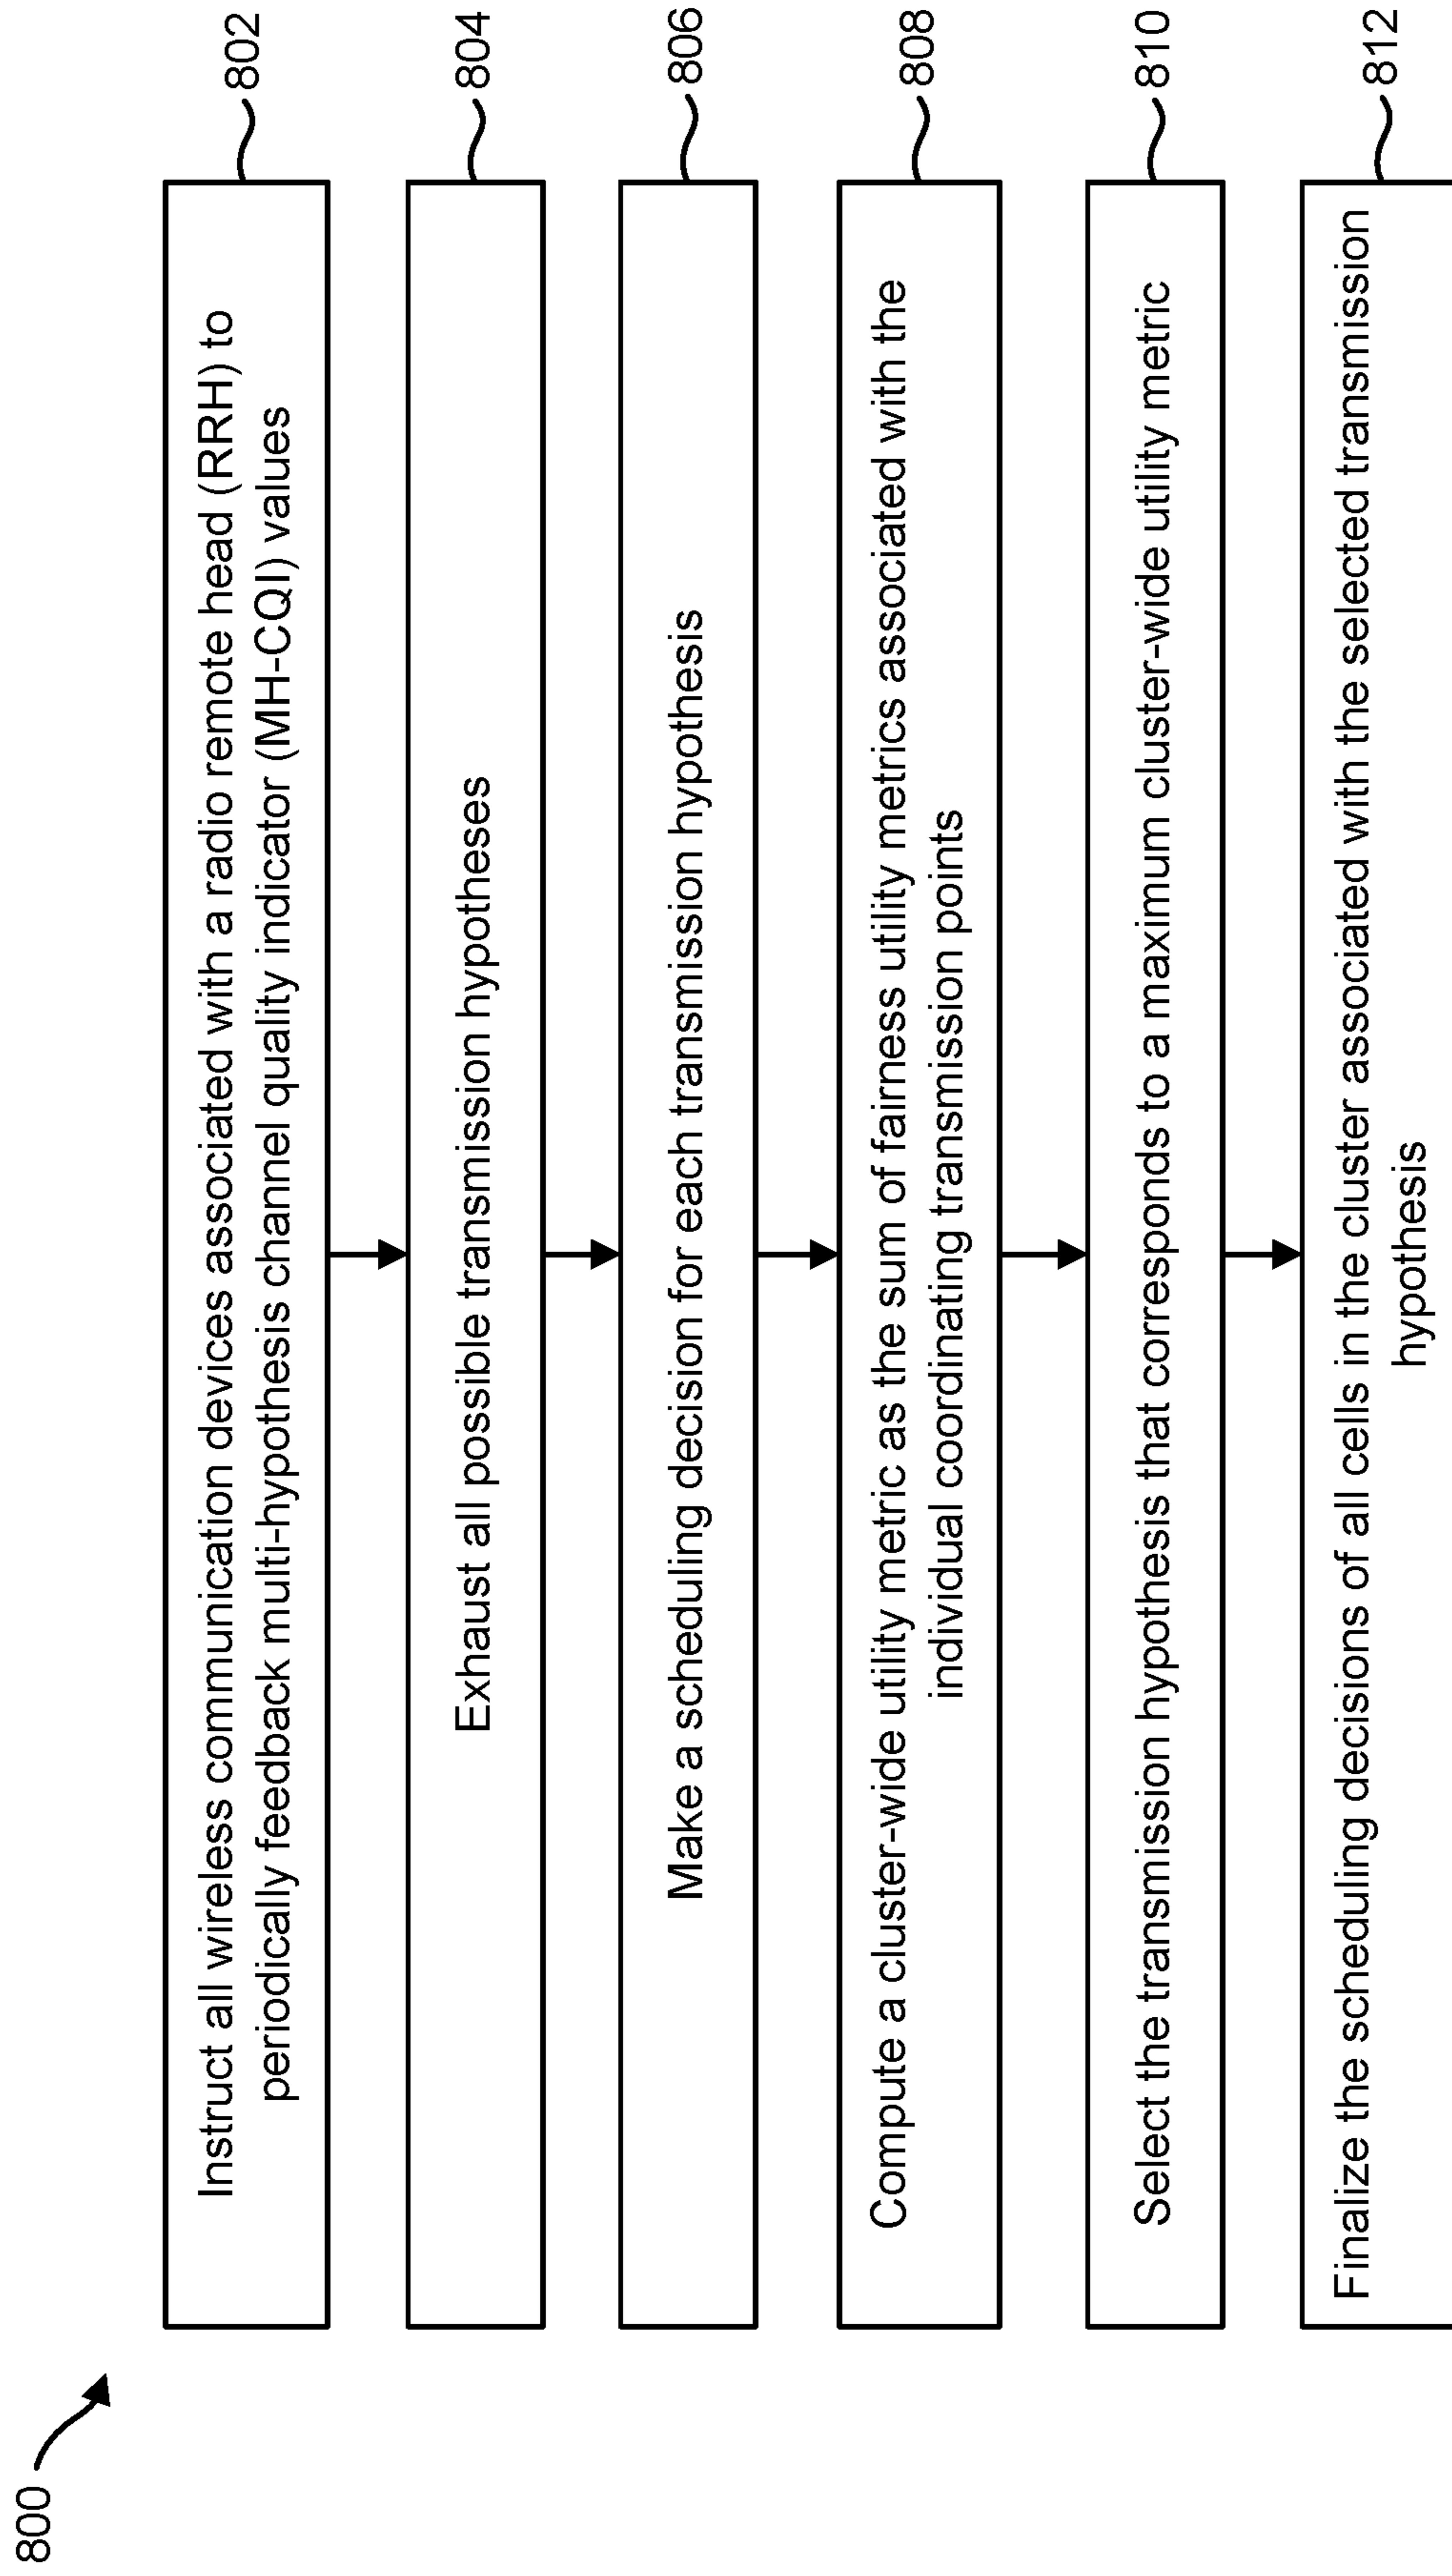 800
Instruct all wireless communication devices associated with a radio remote head (RRH) to
periodically feedback multi-hypothesis channel quality indicator (MH-CQI) values
802
Exhaust all possible transmission hypotheses
804
Make a scheduling decision for each transmission hypothesis
806
Compute a cluster-wide utility metric as the sum of fairness utility metrics associated with the
individual coordinating transmission points
808
Select the transmission hypothesis that corresponds to a maximum cluster-wide utility metric
810
Finalize the scheduling decisions of all cells in the cluster associated with the selected transmission
hypothesis
812